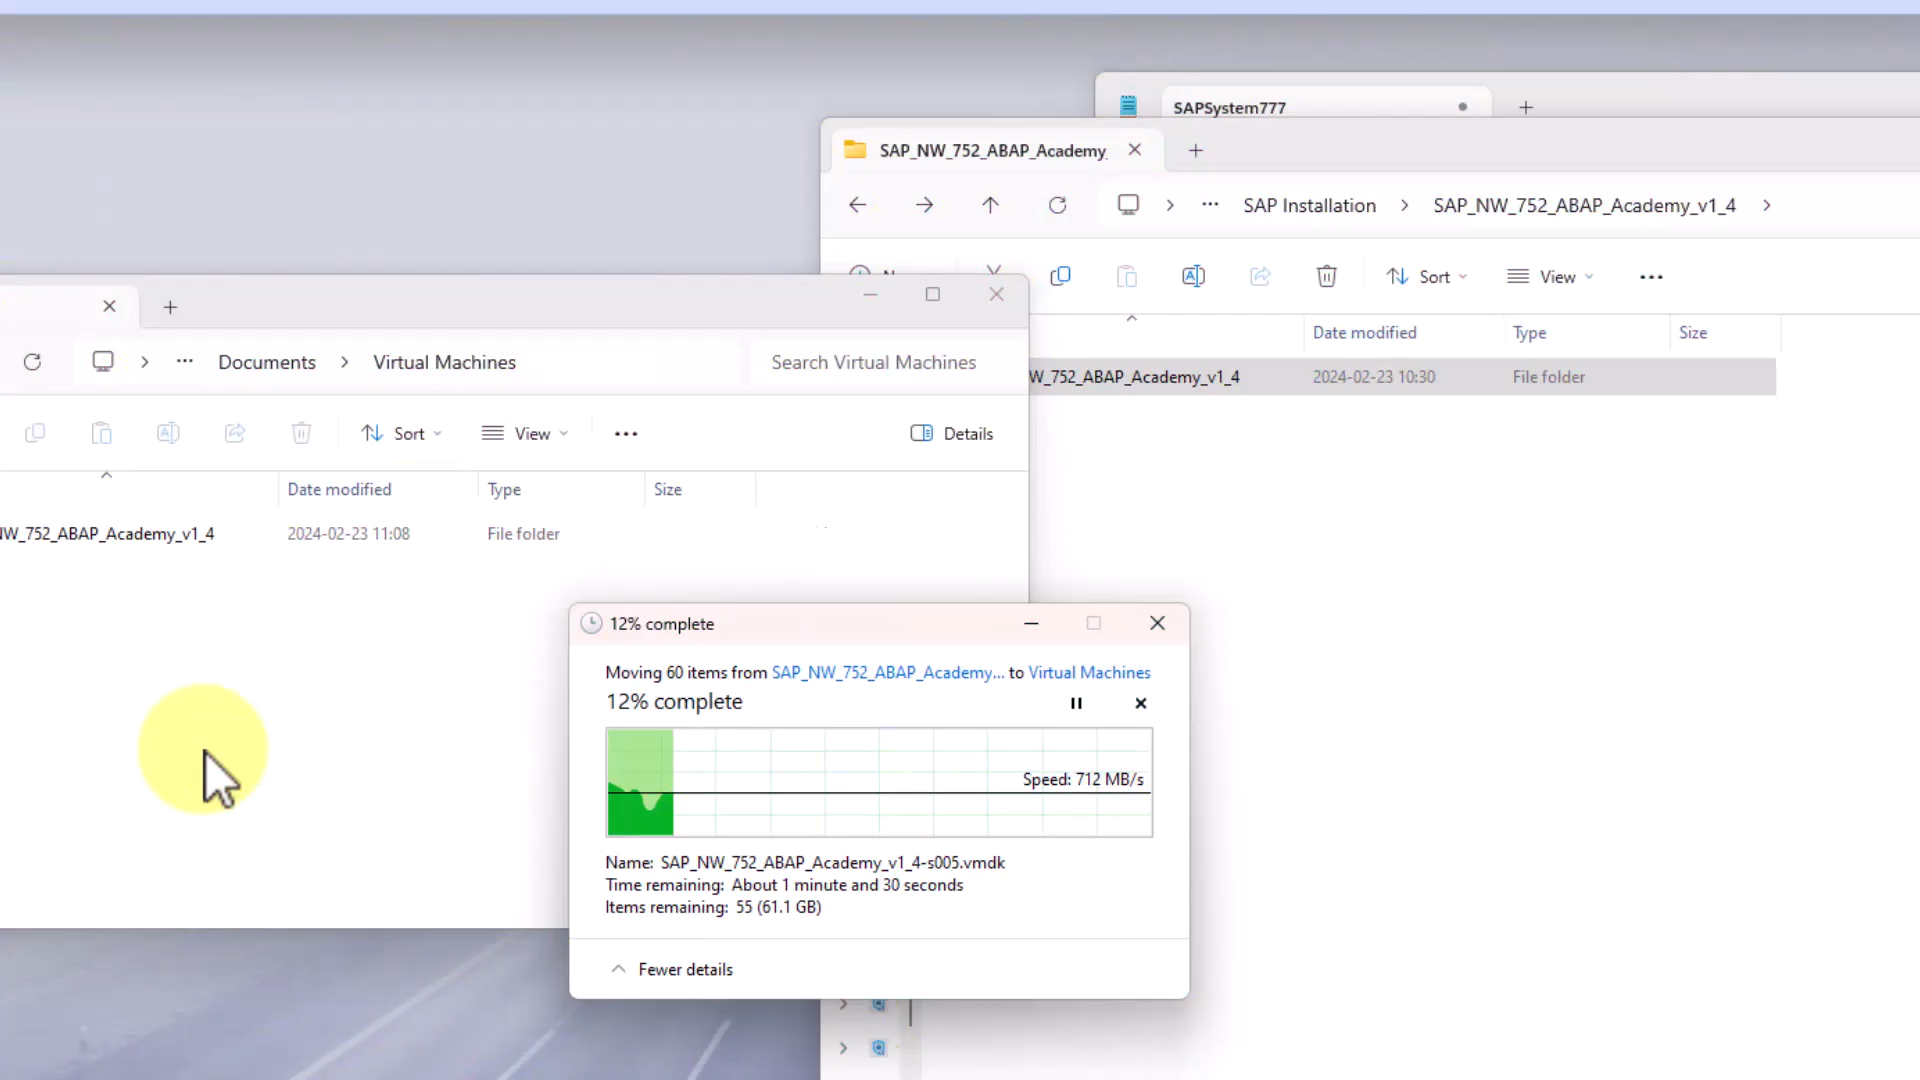 SAPSystem777
SAP_NW_752_ABAP_Academy_
SAP Installation
SAP_NW_752_ABAP_Academy_v1_4
Sort
View
Date modified
Type
Size
W_752_ABAP_Academy_v1_4
2024-02-23 10:30
File folder
Documents
Virtual Machines
Search Virtual Machines
Sort
View
Details
Date modified
Type
Size
NW_752_ABAP_Academy_v1_4
2024-02-23 11:08
File folder
12% complete
Moving 60 items from SAP_NW_752_ABAP_Academy... to Virtual Machines
12% complete
Speed: 712 MB/s
Name: SAP_NW_752_ABAP_Academy_v1_4-s005.vmdk
Time remaining: About 1 minute and 30 seconds
Items remaining: 55 (61.1 GB)
Fewer details